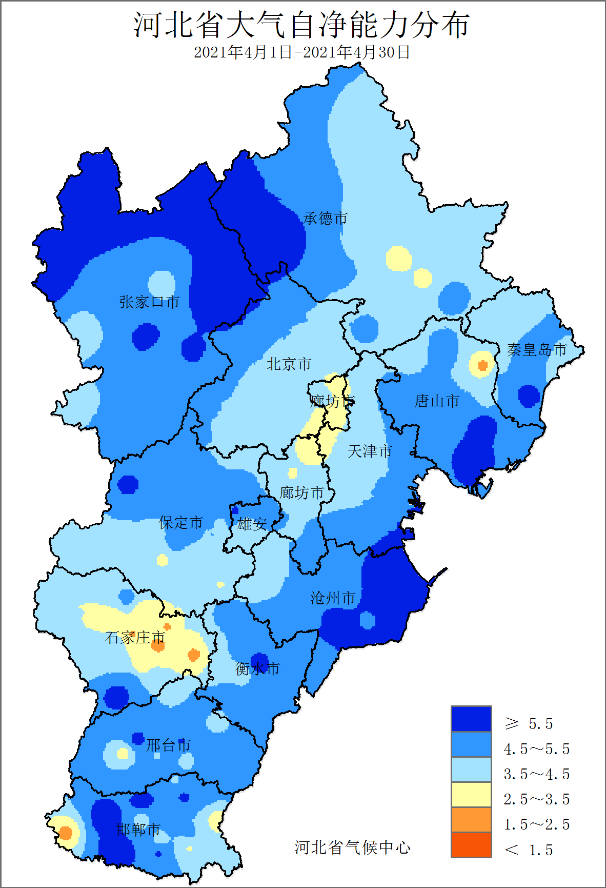 河北省大气自净能力分布
2021年4月1日-2021年4月30日
承德市
张家口市
秦皇岛市
北京市
廊坊市
唐山市
天津市
廊坊市
保定市
雄安
沧州市
石家庄市
衡水市
邢台市
邯郸市
≥ 5.5
4.5～5.5
3.5～4.5
2.5～3.5
1.5～2.5
< 1.5
河北省气候中心